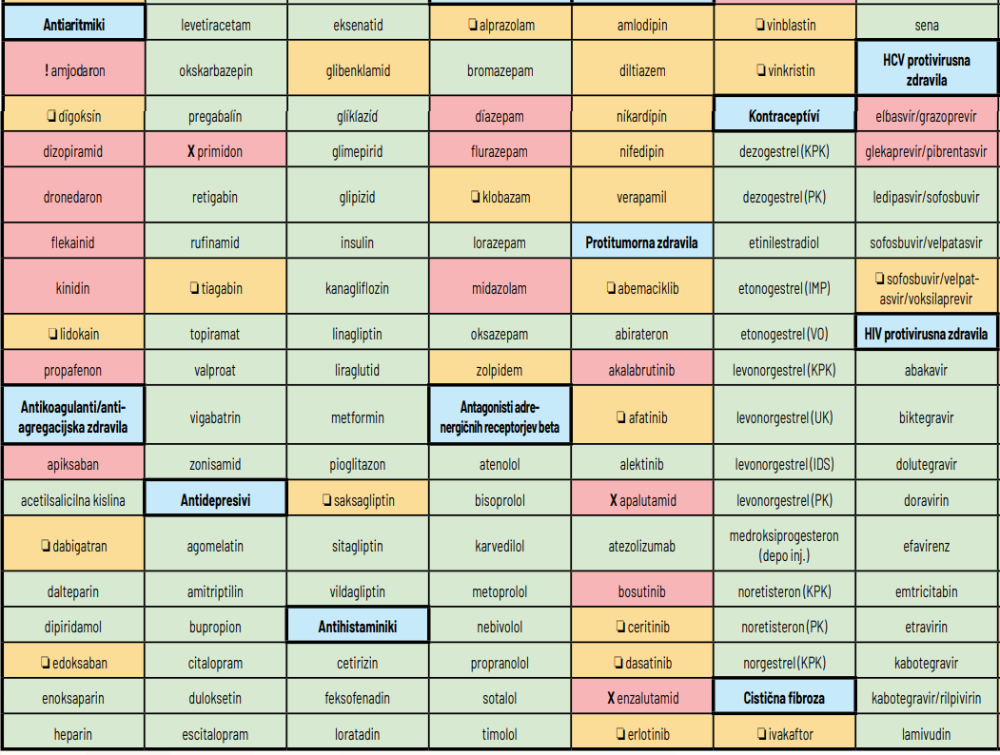 Antiaritmiki
! amjodaron
❑ digoksin
dizopiramid
dronedaron
flekainid
kinidin
❑ lidokain
propafenon
Antikoagulanti/anti-
agregacijska zdravila
apiksaban
acetilsalicilna kislina
❑ dabigatran
dalteparin
dipiridamol
❑ edoksaban
enoksaparin
heparin
levetiracetam
okskarbazepin
pregabalin
X primidon
retigabin
rufinamid
❑ tiagabin
topiramat
valproat
vigabatrin
zonisamid
Antidepresivi
agomelatin
amitriptilin
bupropion
citalopram
duloksetin
escitalopram
eksenatid
glibenklamid
gliklazid
glimepirid
glipizid
insulin
kanagliflozin
linagliptin
liraglutid
metformin
pioglitazon
❑ saksagliptin
sitagliptin
vildagliptin
Antihistaminiki
cetirizin
feksofenadin
loratadin
❑ alprazolam
bromazepam
diazepam
flurazepam
❑ klobazam
lorazepam
midazolam
oksazepam
zolpidem
Antagonisti adre-
nergičnih receptorjev beta
atenolol
bisoprolol
karvedilol
metoprolol
nebivolol
propranolol
sotalol
timolol
amlodipin
diltiazem
nikardipin
nifedipin
verapamil
Protitumorna zdravila
❑ abemaciklib
abirateron
akalabrutinib
❑ afatinib
alektinib
X apalutamid
atezolizumab
bosutinib
❑ ceritinib
❑ dasatinib
X enzalutamid
❑ erlotinib
❑ vinblastin
❑ vinkristin
Kontraceptivi
dezogestrel (KPK)
dezogestrel (PK)
etinilestradiol
etonogestrel (IMP)
etonogestrel (VO)
levonorgestrel (KPK)
levonorgestrel (UK)
levonorgestrel (IDS)
levonorgestrel (PK)
medroksiprogesteron
(depo inj.)
noretisteron (KPK)
noretisteron (PK)
norgestrel (KPK)
Cistična fibroza
❑ ivakaftor
sena
HCV protivirusna
zdravila
elbasvir/grazoprevir
glekaprevir/pibrentasvir
ledipasvir/sofosbuvir
sofosbuvir/velpatasvir
❑ sofosbuvir/velpat-
asvir/voksilaprevir
HIV protivirusna zdravila
abakavir
biktegravir
dolutegravir
doravirin
efavirenz
emtricitabin
etravirin
kabotegravir
kabotegravir/rilpivirin
lamivudin